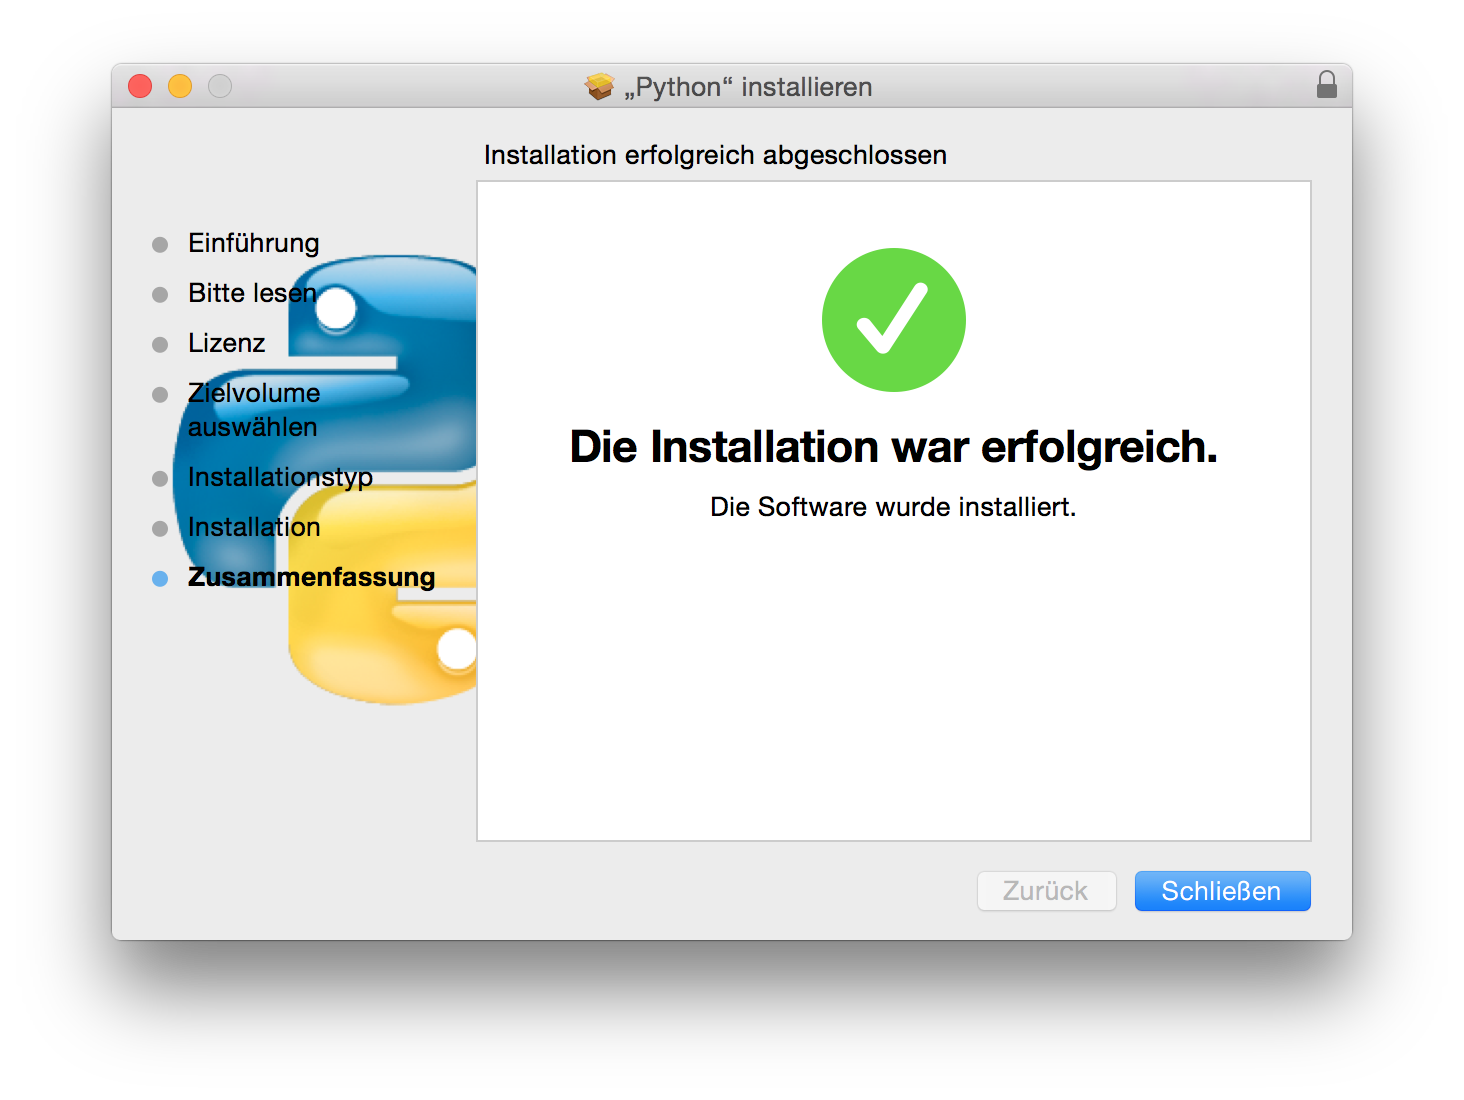 „Python“ installieren
Installation erfolgreich abgeschlossen
Einführung
Bitte lesen
Lizenz
Zielvolume
auswählen
Installationstyp
Installation
Zusammenfassung
Die Installation war erfolgreich.
Die Software wurde installiert.
Zurück
Schließen